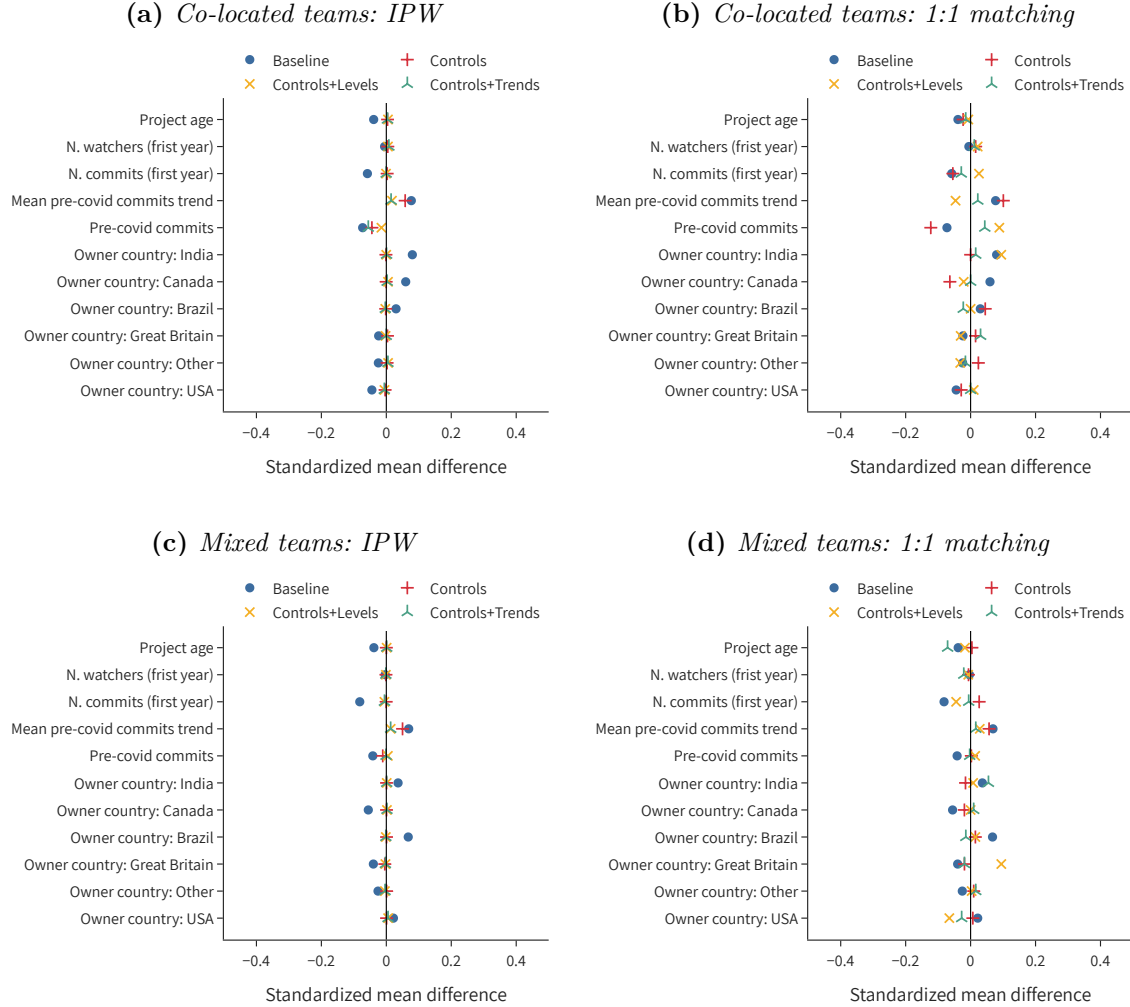 (a) Co-located teams: IPW
Baseline Controls
Controls+Levels Controls+Trends
Project age
N. watchers (frist year)
N. commits (first year)
Mean pre-covid commits trend
Pre-covid commits
Owner country: India
Owner country: Canada
Owner country: Brazil
Owner country: Great Britain
Owner country: Other
Owner country: USA
−0.4 −0.2 0 0.2 0.4
Standardized mean difference
(b) Co-located teams: 1:1 matching
Baseline Controls
Controls+Levels Controls+Trends
Project age
N. watchers (frist year)
N. commits (first year)
Mean pre-covid commits trend
Pre-covid commits
Owner country: India
Owner country: Canada
Owner country: Brazil
Owner country: Great Britain
Owner country: Other
Owner country: USA
−0.4 −0.2 0 0.2 0.4
Standardized mean difference
(c) Mixed teams: IPW
Baseline Controls
Controls+Levels Controls+Trends
Project age
N. watchers (frist year)
N. commits (first year)
Mean pre-covid commits trend
Pre-covid commits
Owner country: India
Owner country: Canada
Owner country: Brazil
Owner country: Great Britain
Owner country: Other
Owner country: USA
−0.4 −0.2 0 0.2 0.4
Standardized mean difference
(d) Mixed teams: 1:1 matching
Baseline Controls
Controls+Levels Controls+Trends
Project age
N. watchers (frist year)
N. commits (first year)
Mean pre-covid commits trend
Pre-covid commits
Owner country: India
Owner country: Canada
Owner country: Brazil
Owner country: Great Britain
Owner country: Other
Owner country: USA
−0.4 −0.2 0 0.2 0.4
Standardized mean difference